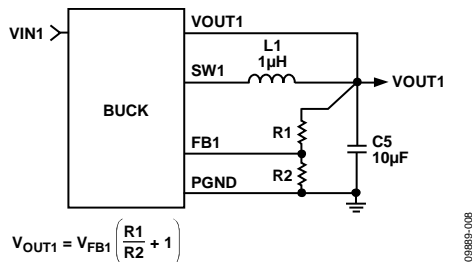 VIN1
BUCK
VOUT1
SW1
FB1
PGND
L1
1µH
VOUT1
R1
R2
C5
10µF
V_OUT1 = V_FB1 (R1/R2 + 1)
09889-008